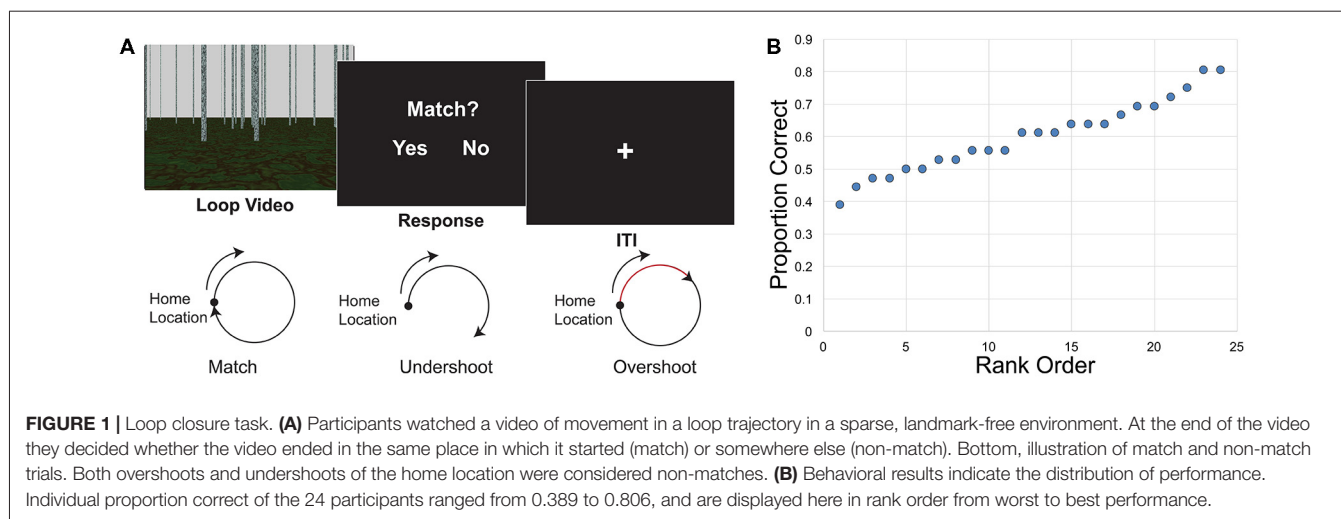 A
Match?
Yes No
+
Loop Video
Response
ITI
Home
Location
Match
Home
Location
Undershoot
Home
Location
Overshoot
B
Proportion Correct
0.9
0.8
0.7
0.6
0.5
0.4
0.3
0.2
0.1
0
0 5 10 15 20 25
Rank Order
FIGURE 1 | Loop closure task. (A) Participants watched a video of movement in a loop trajectory in a sparse, landmark-free environment. At the end of the video
they decided whether the video ended in the same place in which it started (match) or somewhere else (non-match). Bottom, illustration of match and non-match
trials. Both overshoots and undershoots of the home location were considered non-matches. (B) Behavioral results indicate the distribution of performance.
Individual proportion correct of the 24 participants ranged from 0.389 to 0.806, and are displayed here in rank order from worst to best performance.